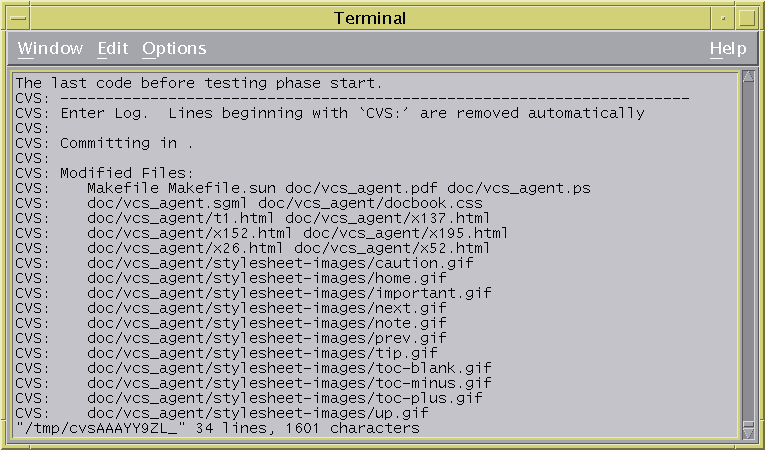 Terminal
Window Edit Options Help
The last code before testing phase start.
CVS: ----------------------------------------------------------------------
CVS: Enter Log.  Lines beginning with `CVS:' are removed automatically
CVS:
CVS: Committing in .
CVS:
CVS: Modified Files:
CVS:    Makefile Makefile.sun doc/vcs_agent.pdf doc/vcs_agent.ps
CVS:    doc/vcs_agent.sgml doc/vcs_agent/docbook.css
CVS:    doc/vcs_agent/t1.html doc/vcs_agent/x137.html
CVS:    doc/vcs_agent/x152.html doc/vcs_agent/x195.html
CVS:    doc/vcs_agent/x26.html doc/vcs_agent/x52.html
CVS:    doc/vcs_agent/stylesheet-images/caution.gif
CVS:    doc/vcs_agent/stylesheet-images/home.gif
CVS:    doc/vcs_agent/stylesheet-images/important.gif
CVS:    doc/vcs_agent/stylesheet-images/next.gif
CVS:    doc/vcs_agent/stylesheet-images/note.gif
CVS:    doc/vcs_agent/stylesheet-images/prev.gif
CVS:    doc/vcs_agent/stylesheet-images/tip.gif
CVS:    doc/vcs_agent/stylesheet-images/toc-blank.gif
CVS:    doc/vcs_agent/stylesheet-images/toc-minus.gif
CVS:    doc/vcs_agent/stylesheet-images/toc-plus.gif
CVS:    doc/vcs_agent/stylesheet-images/up.gif
"/tmp/cvsAAAYY9ZL_" 34 lines, 1601 characters